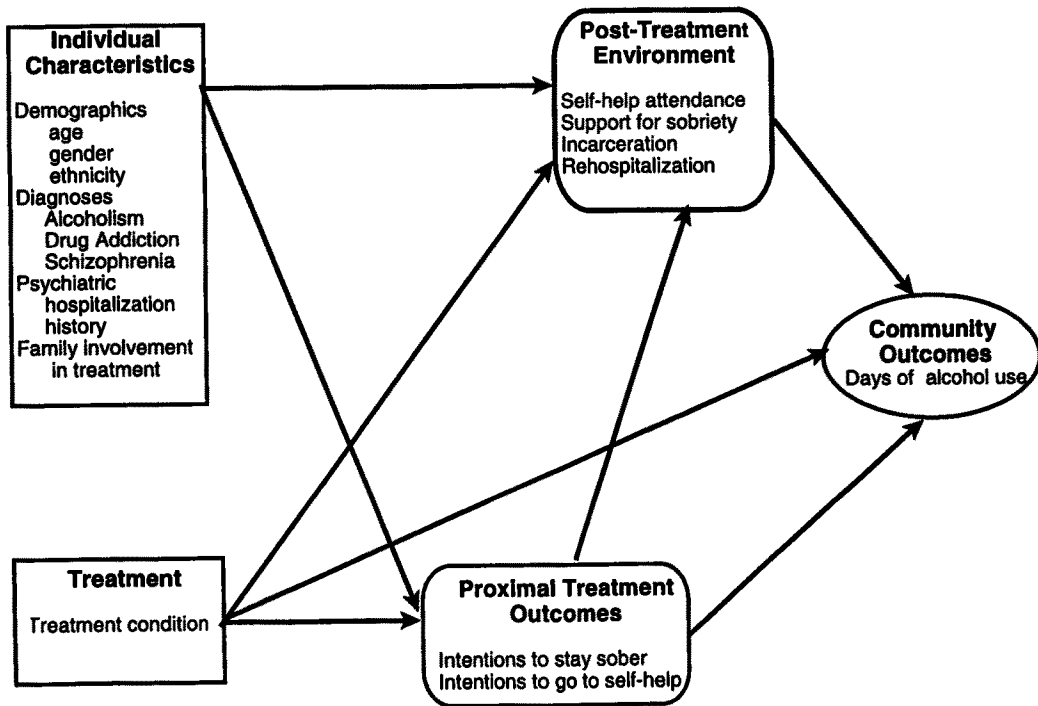 Individual
Characteristics
Demographics
age
gender
ethnicity
Diagnoses
Alcoholism
Drug Addiction
Schizophrenia
Psychiatric
hospitalization
history
Family involvement
in treatment
Post-Treatment
Environment
Self-help attendance
Support for sobriety
Incarceration
Rehospitalization
Community
Outcomes
Days of alcohol use
Treatment
Treatment condition
Proximal Treatment
Outcomes
Intentions to stay sober
Intentions to go to self-help